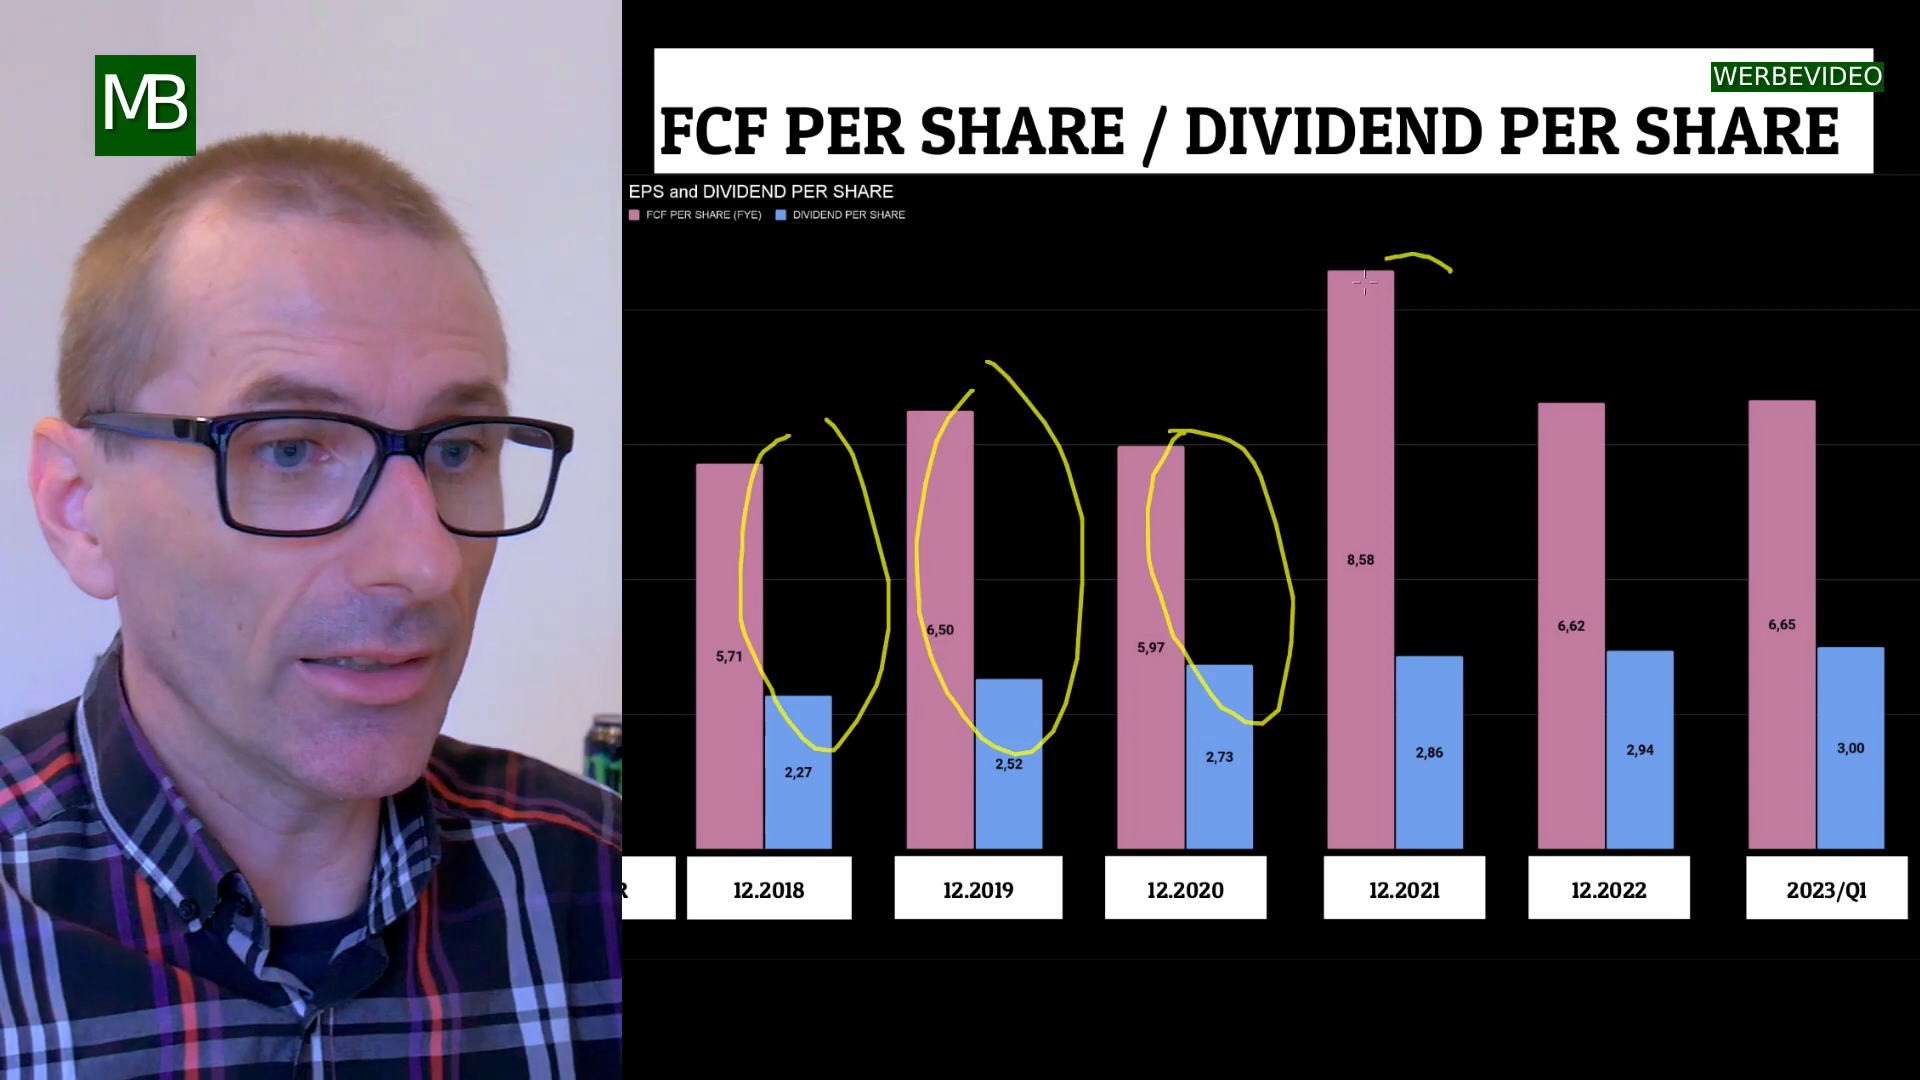 MB
WERBEVIDEO
FCF PER SHARE / DIVIDEND PER SHARE
EPS and DIVIDEND PER SHARE
FCF PER SHARE (FYE) DIVIDEND PER SHARE
8,58
5,71 6,50 5,97 6,62 6,65
2,27 2,52 2,73 2,86 2,94 3,00
R 12.2018 12.2019 12.2020 12.2021 12.2022 2023/Q1